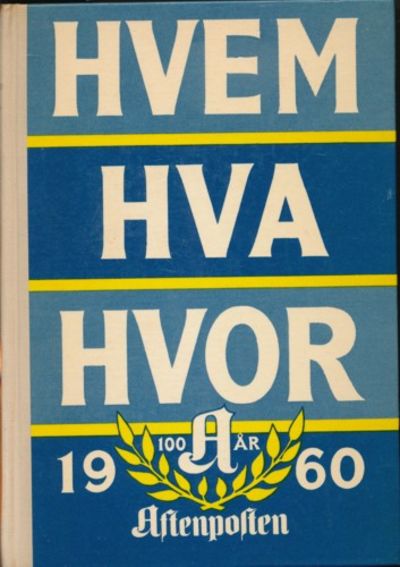 HVEM
HVA
HVOR
100 A ÅR
19 60
Aftenposten